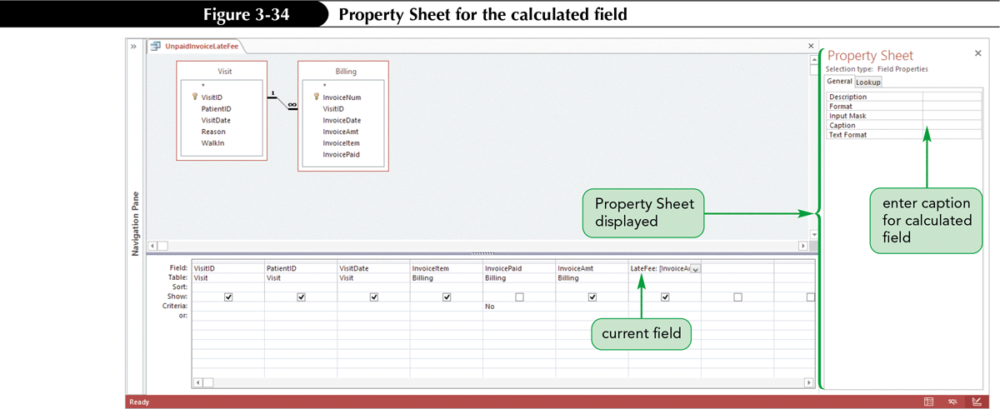 Figure 3-34 Property Sheet for the calculated field
UnpaidInvoiceLateFee
Visit
*
VisitID
PatientID
VisitDate
Reason
WalkIn
1
∞
Billing
*
InvoiceNum
VisitID
InvoiceDate
InvoiceAmt
InvoiceItem
InvoicePaid
Property Sheet
Selection type: Field Properties
General Lookup
Description
Format
Input Mask
Caption
Text Format
Property Sheet
displayed
enter caption
for calculated
field
Navigation Pane
Field: VisitID PatientID VisitDate InvoiceItem InvoicePaid InvoiceAmt LateFee: [InvoiceAm
Table: Visit Visit Visit Billing Billing Billing
Sort:
Show:
Criteria: No
or:
current field
Ready
SQL